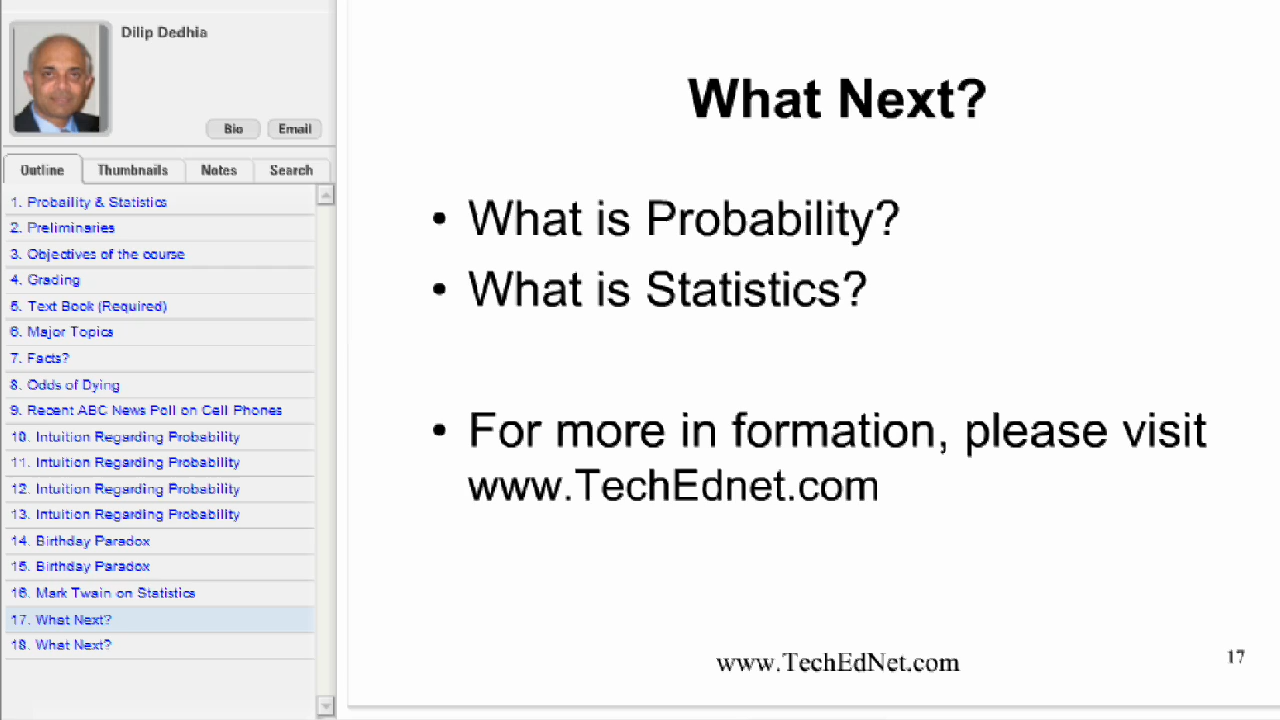 Dilip Dedhia
Bio
Email
Outline
Thumbnails
Notes
Search
1. Probaility & Statistics
2. Preliminaries
3. Objectives of the course
4. Grading
5. Text Book (Required)
6. Major Topics
7. Facts?
8. Odds of Dying
9. Recent ABC News Poll on Cell Phones
10. Intuition Regarding Probability
11. Intuition Regarding Probability
12. Intuition Regarding Probability
13. Intuition Regarding Probability
14. Birthday Paradox
15. Birthday Paradox
16. Mark Twain on Statistics
17. What Next?
18. What Next?
What Next?
• What is Probability?
• What is Statistics?
• For more in formation, please visit
www.TechEdnet.com
www.TechEdNet.com
17